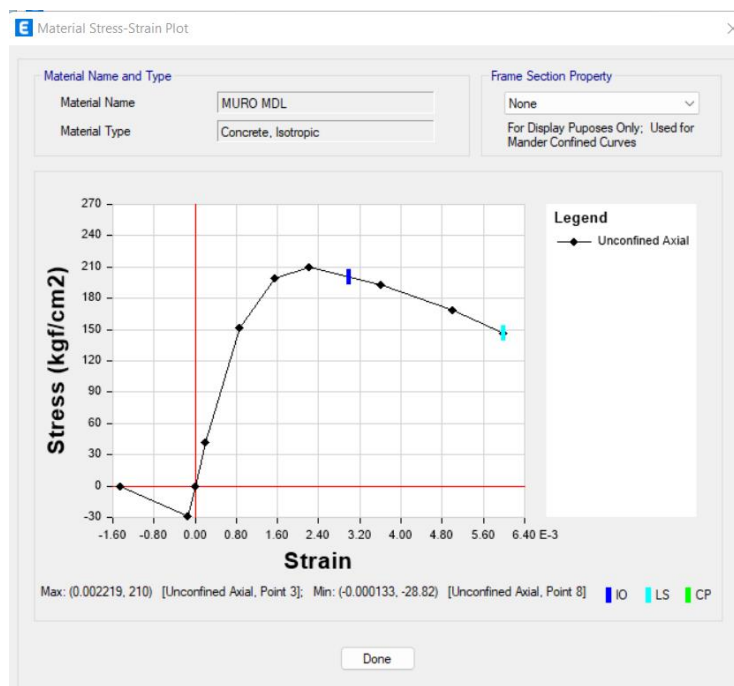 E Material Stress-Strain Plot
Material Name and Type
Material Name MURO MDL
Material Type Concrete, Isotropic
Frame Section Property
None
For Display Puposes Only; Used for
Mander Confined Curves
270
240
210
180
150
120
90
60
30
0
-30
Stress (kgf/cm2)
-1.60 -0.80 0.00 0.80 1.60 2.40 3.20 4.00 4.80 5.60 6.40 E-3
Strain
Legend
Unconfined Axial
Max: (0.002219, 210) [Unconfined Axial, Point 3]; Min: (-0.000133, -28.82) [Unconfined Axial, Point 8]
IO LS CP
Done